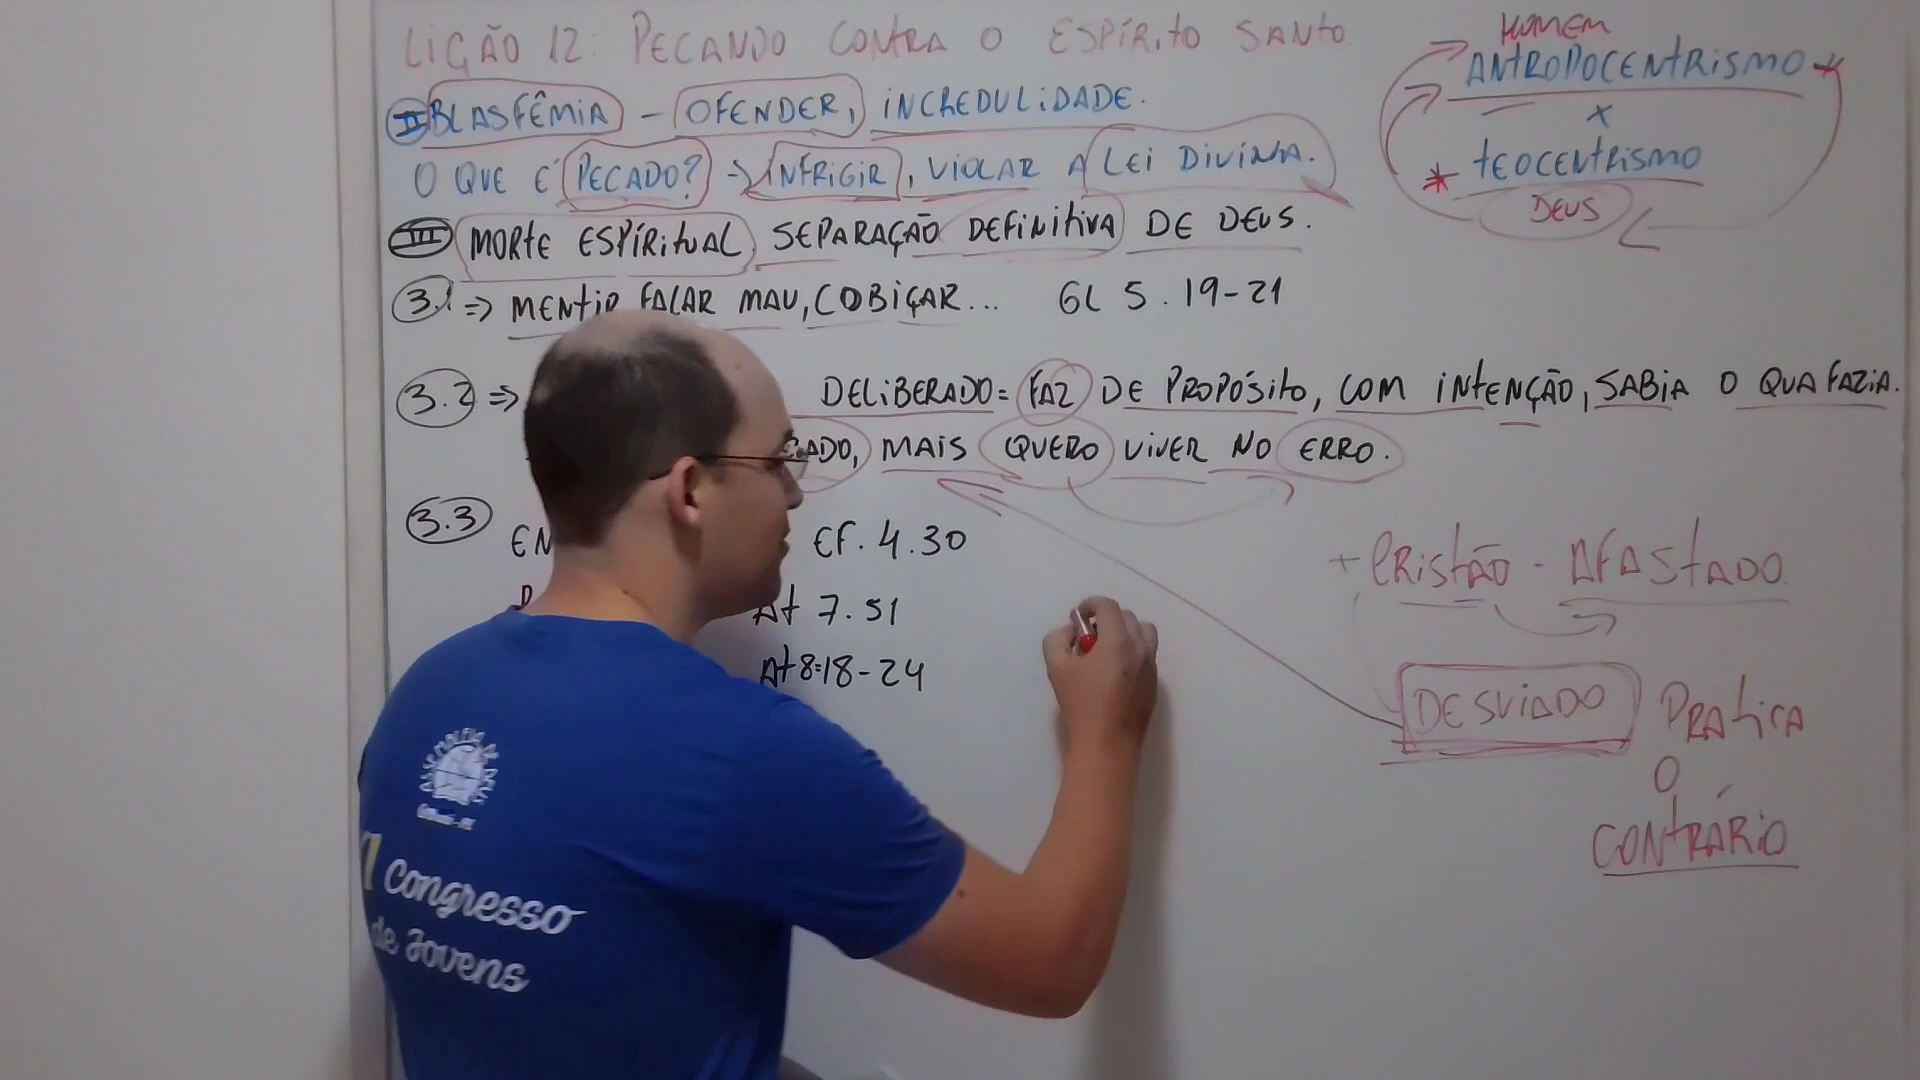 LIÇÃO 12: PECANDO CONTRA O ESPÍRITO SANTO
II BLASFÊMIA - OFENDER, INCREDULIDADE.
O QUE É PECADO? → INFRIGIR, VIOLAR A LEI DIVINA.
III MORTE ESPÍRITUAL, SEPARAÇÃO DEFINITIVA DE DEUS.
3.1 ⇒ MENTIR FALAR MAU, COBIÇAR... GL 5.19-21
3.2 ⇒ DELIBERADO = FAZ DE PROPÓSITO, COM INTENÇÃO, SABIA O QUA FAZIA.
MAIS QUERO VIVER NO ERRO.
3.3
EF. 4.30
At 7.51
At 8:18-24
HOMEM
ANTROPOCENTRISMO
X
* TEOCENTRISMO
DEUS
+ CRISTÃO - AFASTADO
DESVIADO PRATICA
O
CONTRÁRIO
XI Congresso
de Jovens